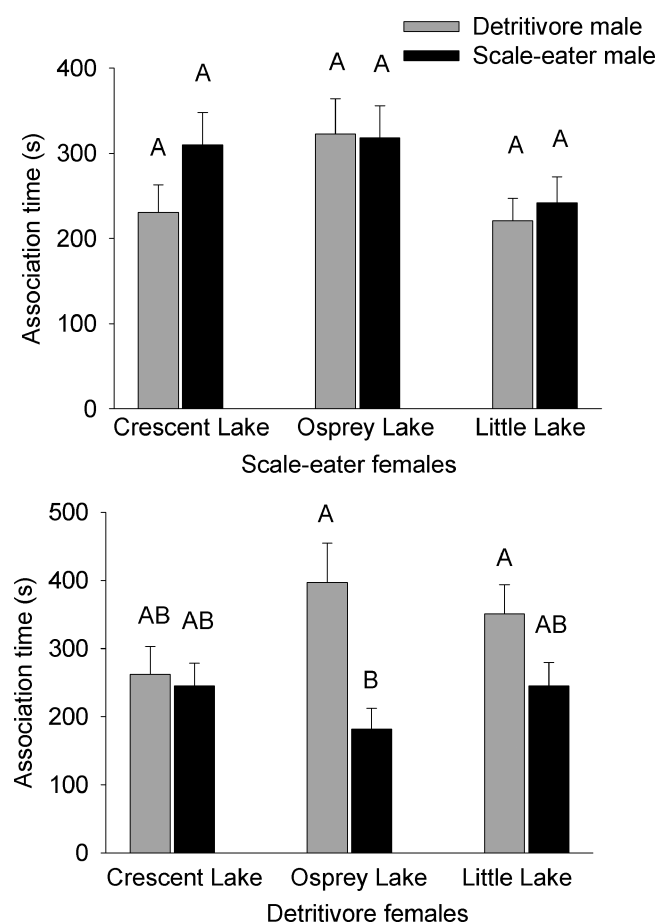 Detritivore male
Scale-eater male
400
300
200
100
0
Association time (s)
A
A
A
A
A
A
Crescent Lake
Osprey Lake
Little Lake
Scale-eater females
500
400
300
200
100
0
Association time (s)
AB
AB
A
B
A
AB
Crescent Lake
Osprey Lake
Little Lake
Detritivore females